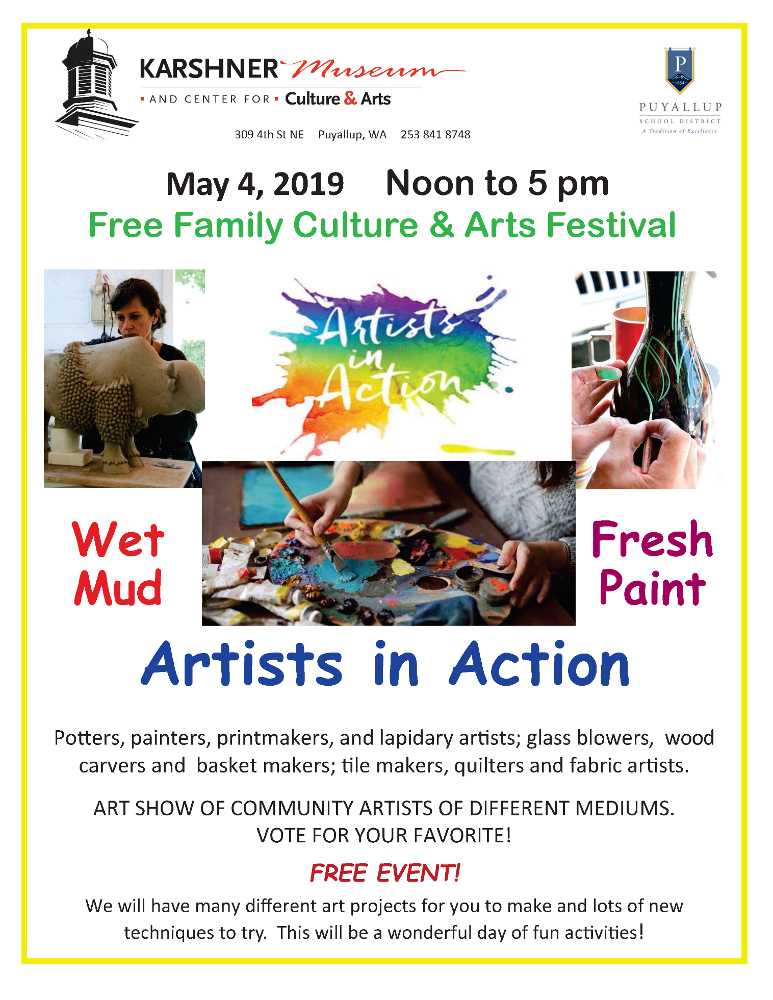 KARSHNER Museum
▪ AND CENTER FOR ▪ Culture & Arts
309 4th St NE Puyallup, WA 253 841 8748
P
1854
PUYALLUP
SCHOOL DISTRICT
A Tradition of Excellence
May 4, 2019 Noon to 5 pm
Free Family Culture & Arts Festival
Artists
in
Action
Wet
Mud
Fresh
Paint
Artists in Action
Potters, painters, printmakers, and lapidary artists; glass blowers, wood
carvers and basket makers; tile makers, quilters and fabric artists.
ART SHOW OF COMMUNITY ARTISTS OF DIFFERENT MEDIUMS.
VOTE FOR YOUR FAVORITE!
FREE EVENT!
We will have many different art projects for you to make and lots of new
techniques to try. This will be a wonderful day of fun activities!